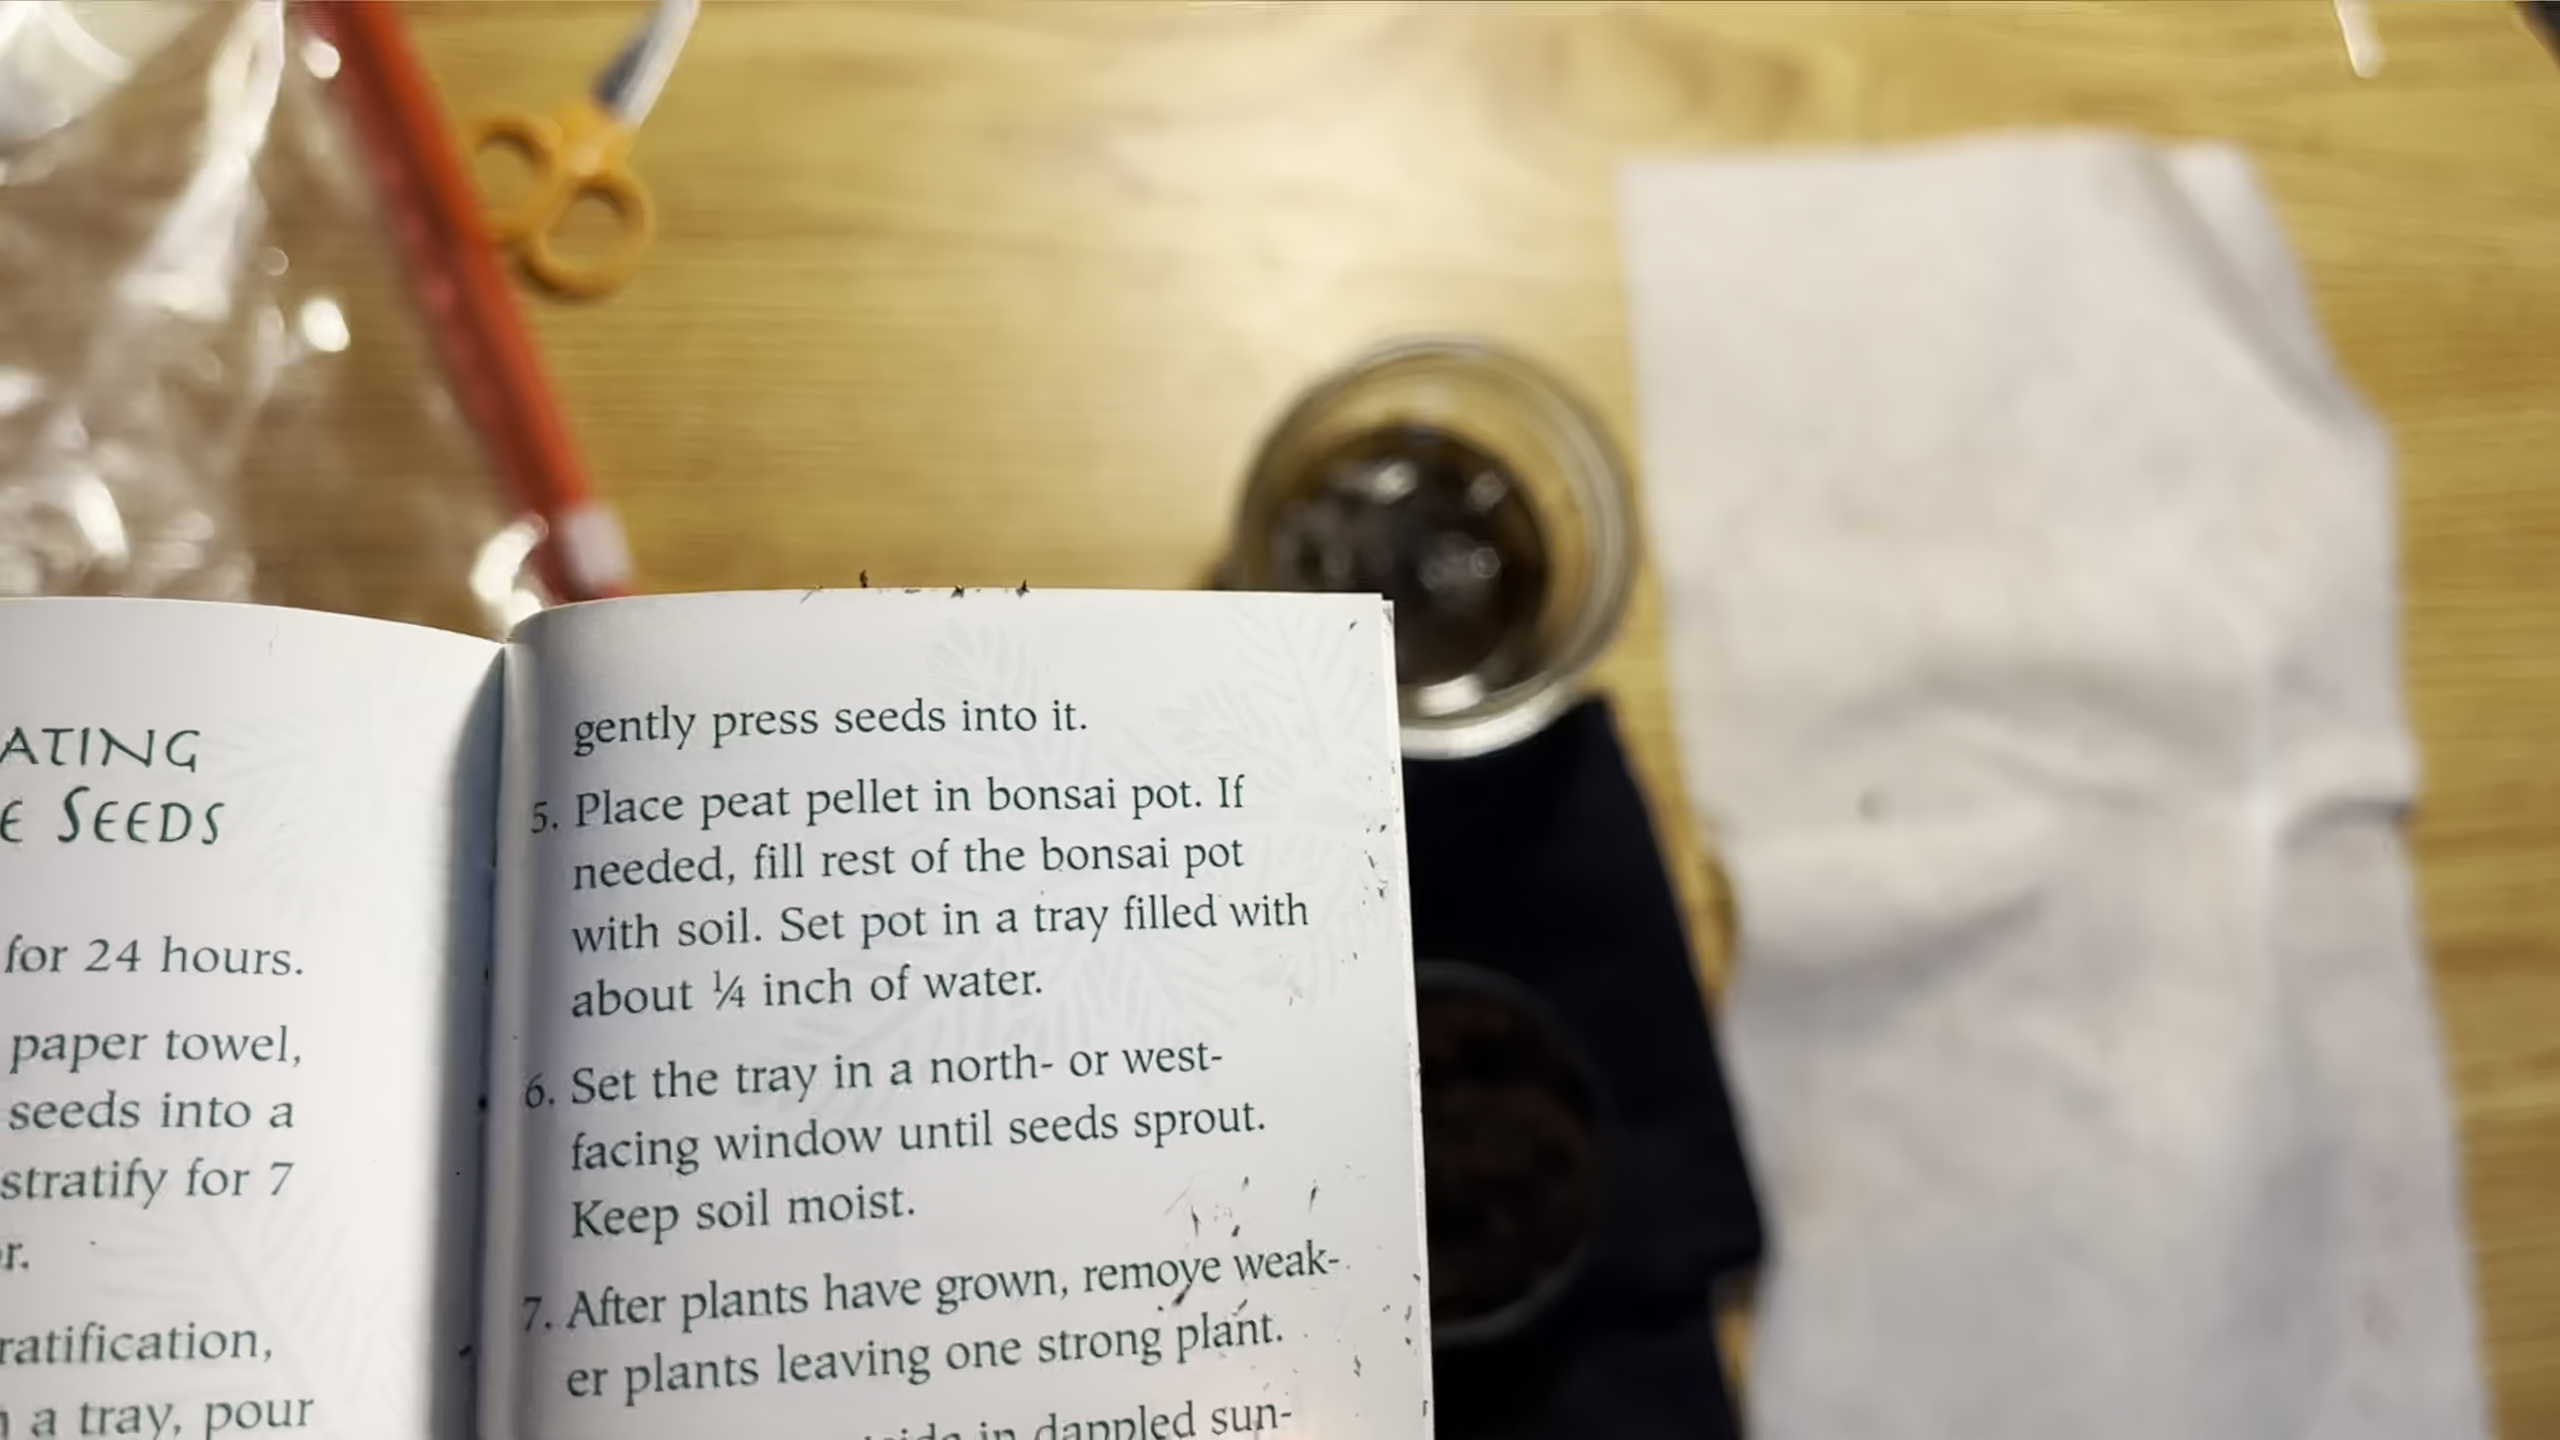 ATING
E SEEDS
for 24 hours.
paper towel,
seeds into a
stratify for 7
r.
ratification,
a tray, pour
gently press seeds into it.
5. Place peat pellet in bonsai pot. If
needed, fill rest of the bonsai pot
with soil. Set pot in a tray filled with
about ¼ inch of water.
6. Set the tray in a north- or west-
facing window until seeds sprout.
Keep soil moist.
7. After plants have grown, remove weak-
er plants leaving one strong plant.
in dappled sun-